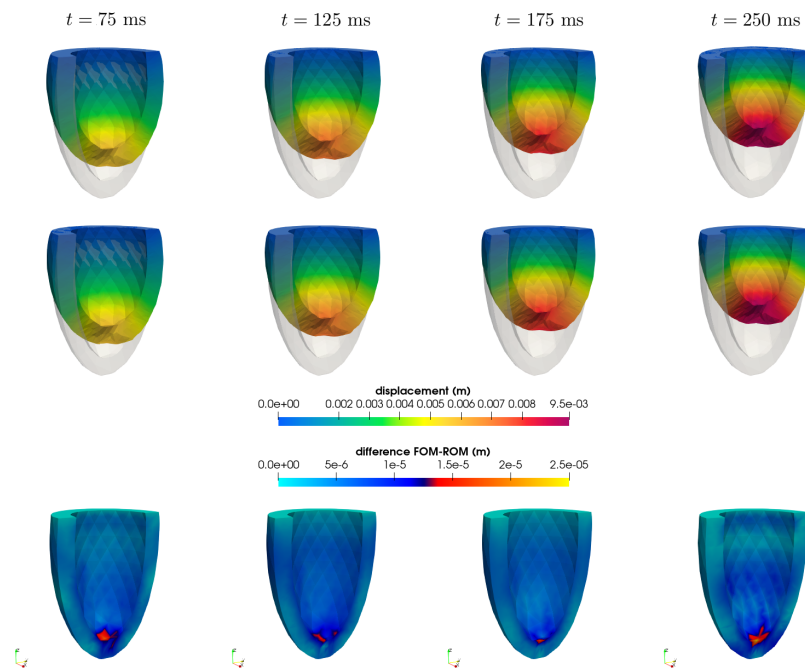 t = 75 ms t = 125 ms t = 175 ms t = 250 ms
displacement (m)
0.0e+00 0.002 0.003 0.004 0.005 0.006 0.007 0.008 9.5e-03
difference FOM-ROM (m)
0.0e+00 5e-6 1e-5 1.5e-5 2e-5 2.5e-05